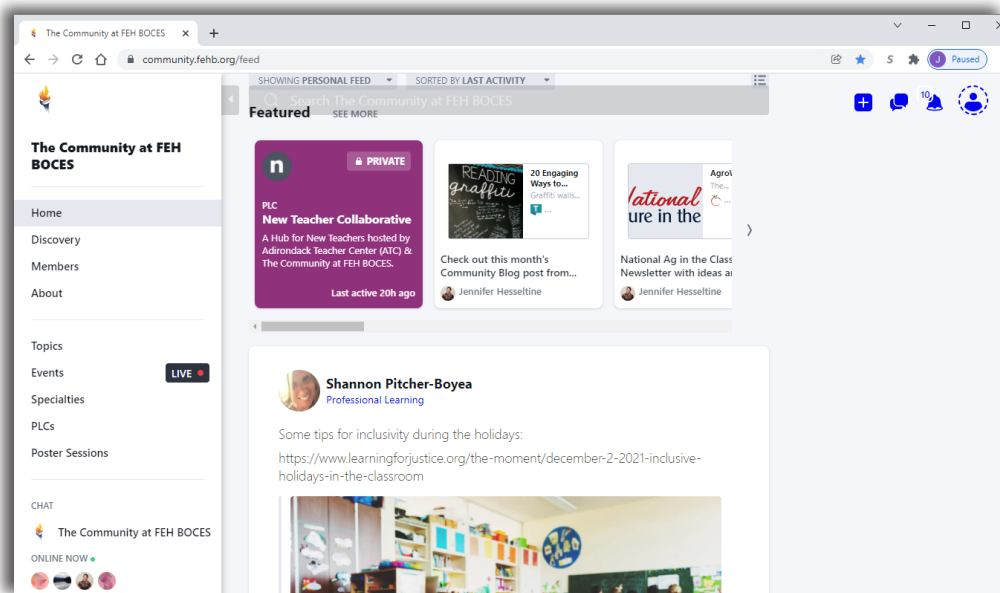 The Community at FEH BOCES
community.fehb.org/feed
S
J Paused
The Community at FEH
BOCES
Home
Discovery
Members
About
Topics
Events
LIVE
Specialties
PLCs
Poster Sessions
CHAT
The Community at FEH BOCES
ONLINE NOW
SHOWING PERSONAL FEED
SORTED BY LAST ACTIVITY
Search The Community at FEH BOCES
10
Featured
SEE MORE
n
PRIVATE
PLC
New Teacher Collaborative
A Hub for New Teachers hosted by
Adirondack Teacher Center (ATC) &
The Community at FEH BOCES.
Last active 20h ago
READING
graffiti
20 Engaging
Ways to...
Graffiti walls...
T ...
Check out this month's
Community Blog post from...
Jennifer Hesseltine
ational
ure in the
The...
...
National Ag in the Class
Newsletter with ideas
Jennifer Hesseltine
Shannon Pitcher-Boyea
Professional Learning
Some tips for inclusivity during the holidays:
https://www.learningforjustice.org/the-moment/december-2-2021-inclusive-
holidays-in-the-classroom